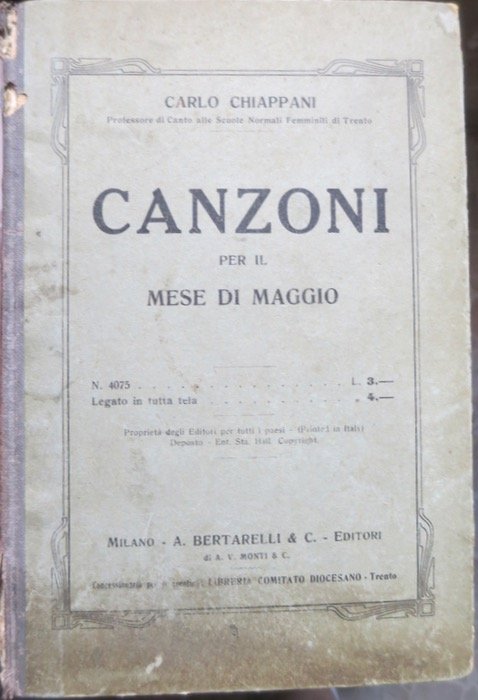 CARLO CHIAPPANI
Professore di Canto alle Scuole Normali Femminili di Trento
CANZONI
PER IL
MESE DI MAGGIO
N. 4075 . . . . . . . . . . . . . L. 3.—
Legato in tutta tela . . . . . . . . . . „ 4.—
Proprietà degli Editori per tutti i paesi - (Printed in Italy)
Deposto - Ent. Sta. Hall. Copyright.
MILANO - A. BERTARELLI & C. - EDITORI
di A. V. MONTI & C.
LIBRERIA COMITATO DIOCESANO - Trento